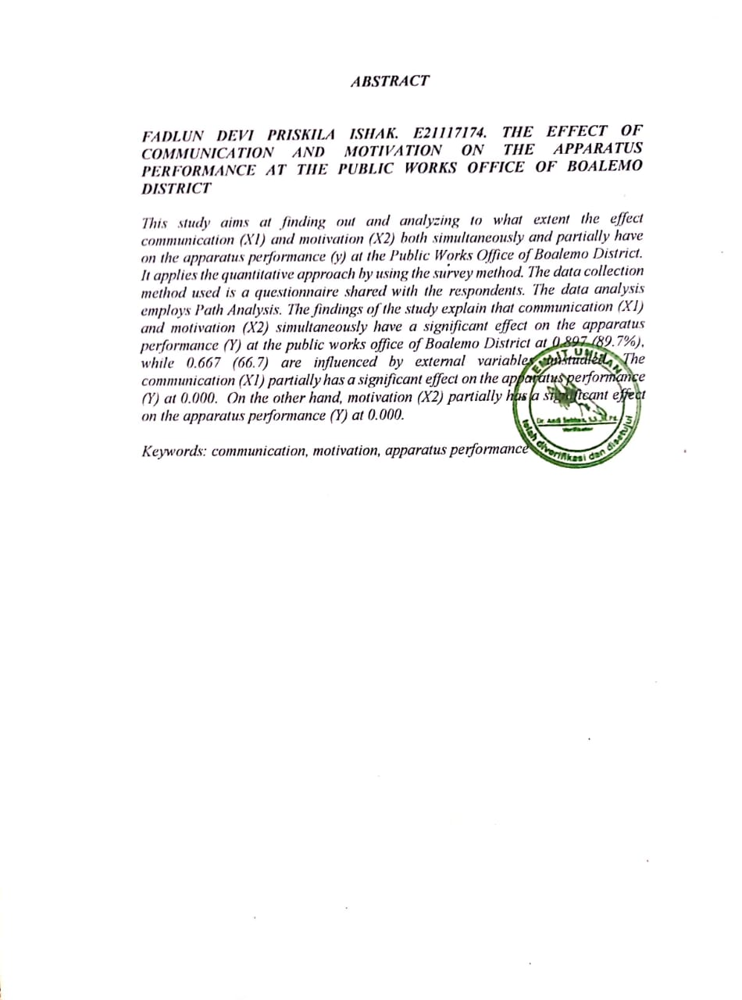 ABSTRACT
FADLUN DEVI PRISKILA ISHAK. E21117174. THE EFFECT OF
COMMUNICATION AND MOTIVATION ON THE APPARATUS
PERFORMANCE AT THE PUBLIC WORKS OFFICE OF BOALEMO
DISTRICT
This study aims at finding out and analyzing to what extent the effect
communication (X1) and motivation (X2) both simultaneously and partially have
on the apparatus performance (y) at the Public Works Office of Boalemo District.
It applies the quantitative approach by using the survey method. The data collection
method used is a questionnaire shared with the respondents. The data analysis
employs Path Analysis. The findings of the study explain that communication (X1)
and motivation (X2) simultaneously have a significant effect on the apparatus
performance (Y) at the public works office of Boalemo District at 0.897 (89.7%),
while 0.667 (66.7) are influenced by external variables unstudied. The
communication (X1) partially has a significant effect on the apparatus performance
(Y) at 0.000. On the other hand, motivation (X2) partially has a significant effect
on the apparatus performance (Y) at 0.000.
Keywords: communication, motivation, apparatus performance
Verifikator
telah diverifikasi dan disetujui